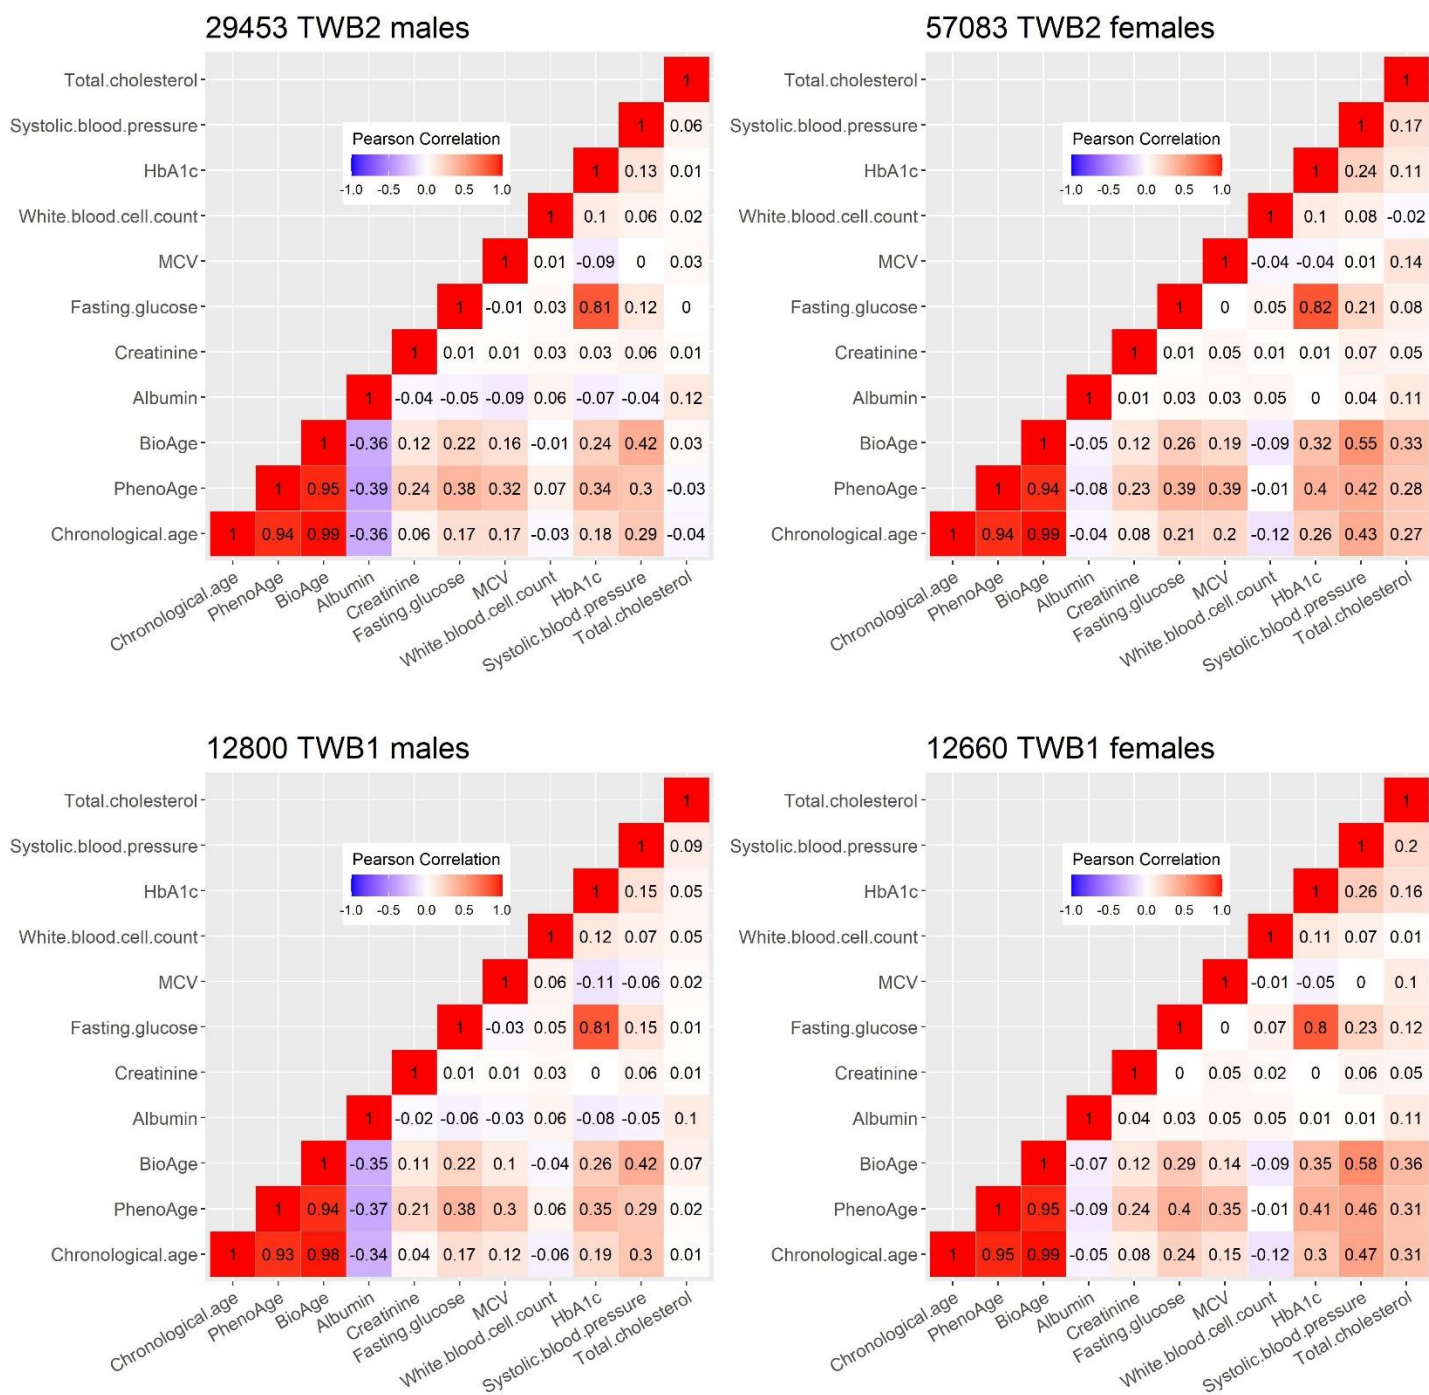 29453 TWB2 males
Total.cholesterol 1
Systolic.blood.pressure 1 0.06
HbA1c 1 0.13 0.01
White.blood.cell.count 1 0.1 0.06 0.02
MCV 1 0.01 -0.09 0 0.03
Fasting.glucose 1 -0.01 0.03 0.81 0.12 0
Creatinine 1 0.01 0.01 0.03 0.03 0.06 0.01
Albumin 1 -0.04 -0.05 -0.09 0.06 -0.07 -0.04 0.12
BioAge 1 -0.36 0.12 0.22 0.16 -0.01 0.24 0.42 0.03
PhenoAge 1 0.95 -0.39 0.24 0.38 0.32 0.07 0.34 0.3 -0.03
Chronological.age 1 0.94 0.99 -0.36 0.06 0.17 0.17 -0.03 0.18 0.29 -0.04
Pearson Correlation
-1.0 -0.5 0.0 0.5 1.0
Chronological.age PhenoAge BioAge Albumin Creatinine Fasting.glucose MCV White.blood.cell.count HbA1c Systolic.blood.pressure Total.cholesterol
57083 TWB2 females
Total.cholesterol 1
Systolic.blood.pressure 1 0.17
HbA1c 1 0.24 0.11
White.blood.cell.count 1 0.1 0.08 -0.02
MCV 1 -0.04 -0.04 0.01 0.14
Fasting.glucose 1 0 0.05 0.82 0.21 0.08
Creatinine 1 0.01 0.05 0.01 0.01 0.07 0.05
Albumin 1 0.01 0.03 0.03 0.05 0 0.04 0.11
BioAge 1 -0.05 0.12 0.26 0.19 -0.09 0.32 0.55 0.33
PhenoAge 1 0.94 -0.08 0.23 0.39 0.39 -0.01 0.4 0.42 0.28
Chronological.age 1 0.94 0.99 -0.04 0.08 0.21 0.2 -0.12 0.26 0.43 0.27
Pearson Correlation
-1.0 -0.5 0.0 0.5 1.0
Chronological.age PhenoAge BioAge Albumin Creatinine Fasting.glucose MCV White.blood.cell.count HbA1c Systolic.blood.pressure Total.cholesterol
12800 TWB1 males
Total.cholesterol 1
Systolic.blood.pressure 1 0.09
HbA1c 1 0.15 0.05
White.blood.cell.count 1 0.12 0.07 0.05
MCV 1 0.06 -0.11 -0.06 0.02
Fasting.glucose 1 -0.03 0.05 0.81 0.15 0.01
Creatinine 1 0.01 0.01 0.03 0 0.06 0.01
Albumin 1 -0.02 -0.06 -0.03 0.06 -0.08 -0.05 0.1
BioAge 1 -0.35 0.11 0.22 0.1 -0.04 0.26 0.42 0.07
PhenoAge 1 0.94 -0.37 0.21 0.38 0.3 0.06 0.35 0.29 0.02
Chronological.age 1 0.93 0.98 -0.34 0.04 0.17 0.12 -0.06 0.19 0.3 0.01
Pearson Correlation
-1.0 -0.5 0.0 0.5 1.0
Chronological.age PhenoAge BioAge Albumin Creatinine Fasting.glucose MCV White.blood.cell.count HbA1c Systolic.blood.pressure Total.cholesterol
12660 TWB1 females
Total.cholesterol 1
Systolic.blood.pressure 1 0.2
HbA1c 1 0.26 0.16
White.blood.cell.count 1 0.11 0.07 0.01
MCV 1 -0.01 -0.05 0 0.1
Fasting.glucose 1 0 0.07 0.8 0.23 0.12
Creatinine 1 0 0.05 0.02 0 0.06 0.05
Albumin 1 0.04 0.03 0.05 0.05 0.01 0.01 0.11
BioAge 1 -0.07 0.12 0.29 0.14 -0.09 0.35 0.58 0.36
PhenoAge 1 0.95 -0.09 0.24 0.4 0.35 -0.01 0.41 0.46 0.31
Chronological.age 1 0.95 0.99 -0.05 0.08 0.24 0.15 -0.12 0.3 0.47 0.31
Pearson Correlation
-1.0 -0.5 0.0 0.5 1.0
Chronological.age PhenoAge BioAge Albumin Creatinine Fasting.glucose MCV White.blood.cell.count HbA1c Systolic.blood.pressure Total.cholesterol